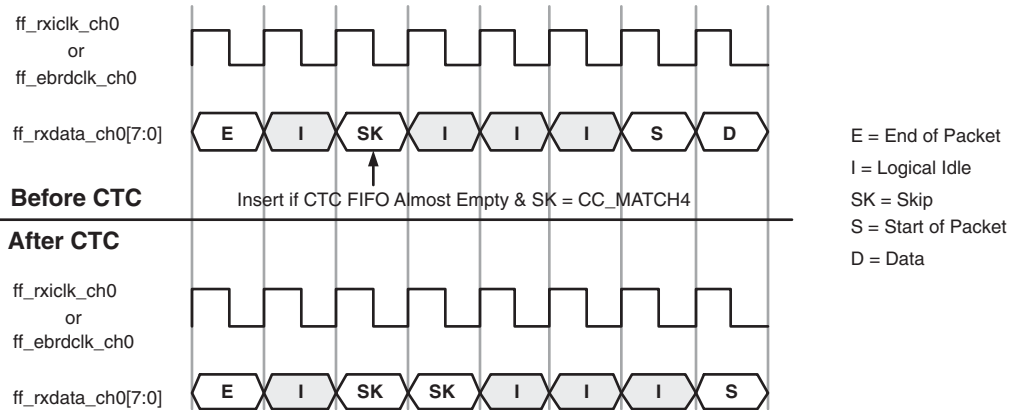 ff_rxiclk_ch0
or
ff_ebrdclk_ch0
ff_rxdata_ch0[7:0] E I SK I I I S D
Before CTC
Insert if CTC FIFO Almost Empty & SK = CC_MATCH4
After CTC
ff_rxiclk_ch0
or
ff_ebrdclk_ch0
ff_rxdata_ch0[7:0] E I SK SK I I I S
E = End of Packet
I = Logical Idle
SK = Skip
S = Start of Packet
D = Data